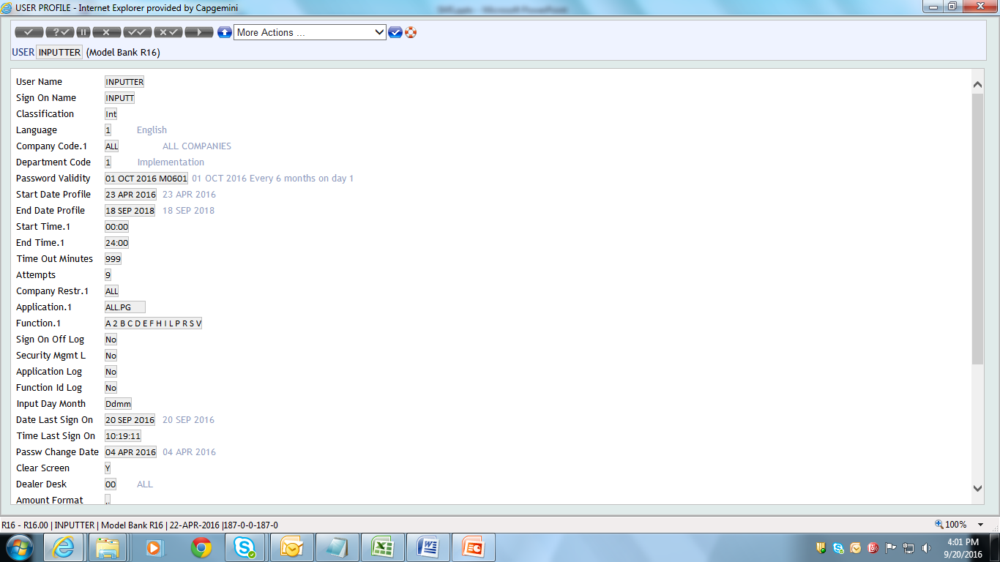 USER PROFILE - Internet Explorer provided by Capgemini
More Actions ...
USER INPUTTER (Model Bank R16)
User Name INPUTTER
Sign On Name INPUTT
Classification Int
Language 1 English
Company Code.1 ALL ALL COMPANIES
Department Code 1 Implementation
Password Validity 01 OCT 2016 M0601 01 OCT 2016 Every 6 months on day 1
Start Date Profile 23 APR 2016 23 APR 2016
End Date Profile 18 SEP 2018 18 SEP 2018
Start Time.1 00:00
End Time.1 24:00
Time Out Minutes 999
Attempts 9
Company Restr.1 ALL
Application.1 ALL.PG
Function.1 A 2 B C D E F H I L P R S V
Sign On Off Log No
Security Mgmt L No
Application Log No
Function Id Log No
Input Day Month Ddmm
Date Last Sign On 20 SEP 2016 20 SEP 2016
Time Last Sign On 10:19:11
Passw Change Date 04 APR 2016 04 APR 2016
Clear Screen Y
Dealer Desk 00 ALL
Amount Format
R16 - R16.00 | INPUTTER | Model Bank R16 | 22-APR-2016 |187-0-0-187-0
100%
4:01 PM
9/20/2016